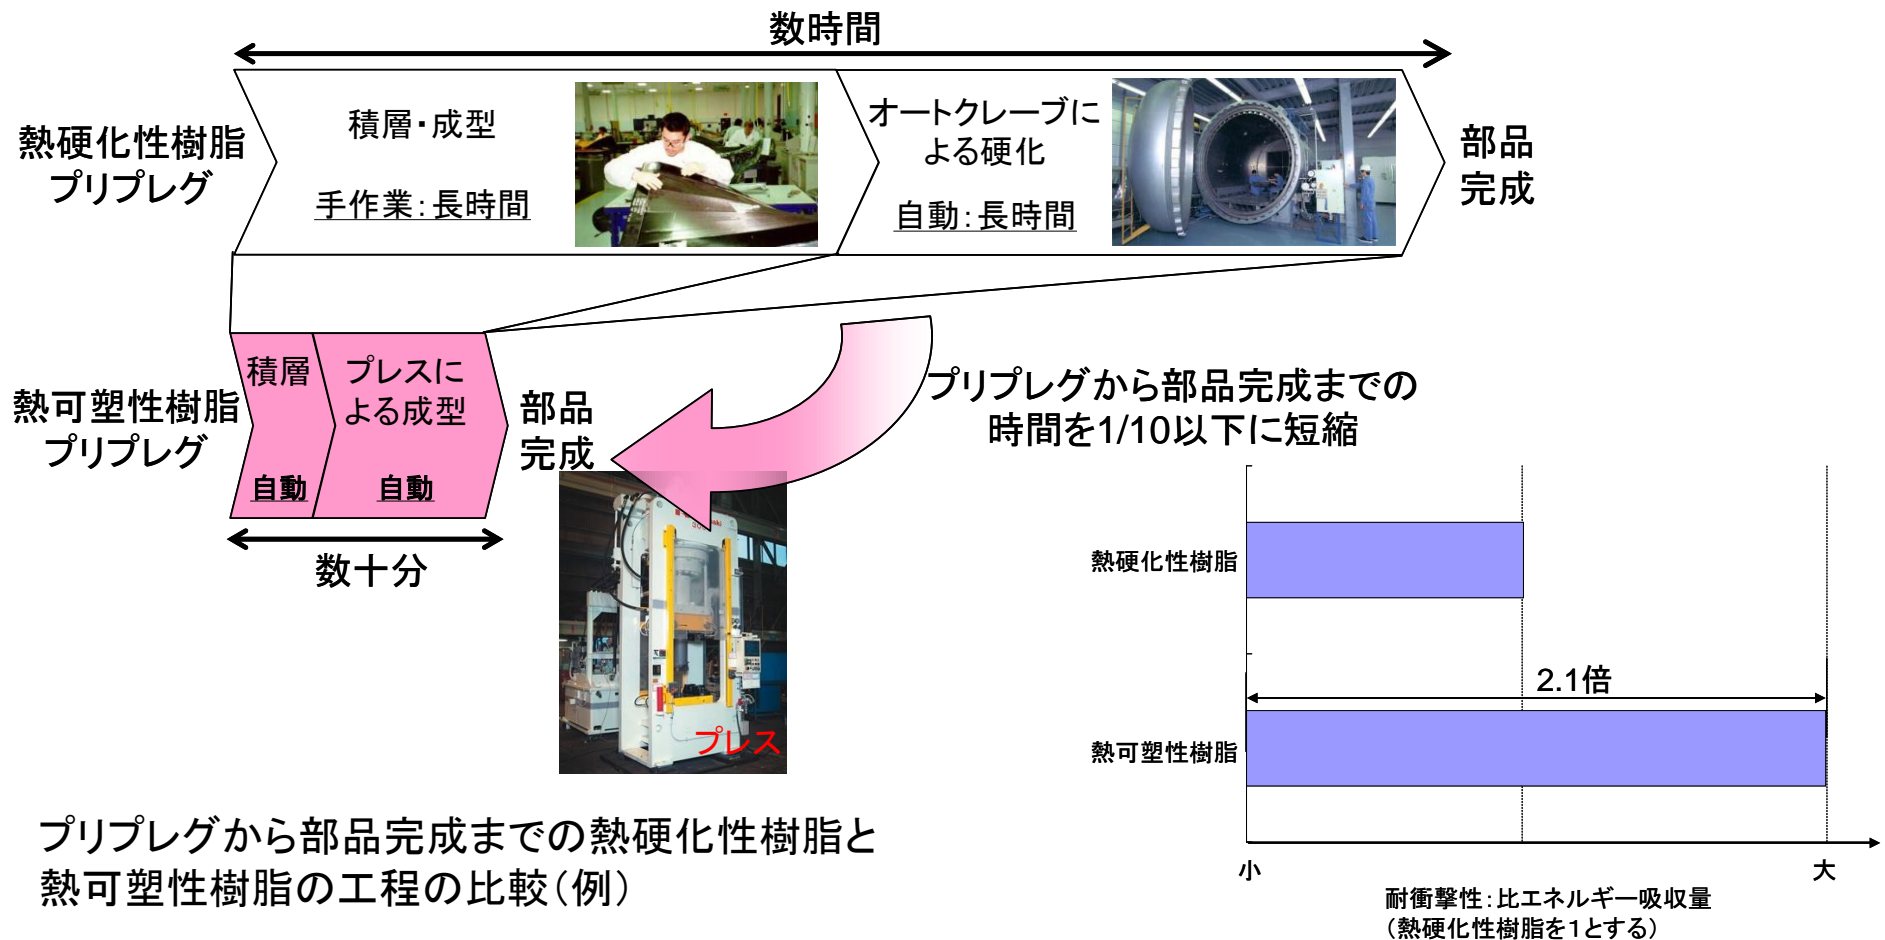 数時間
熱硬化性樹脂
プリプレグ
積層・成型
手作業：長時間
オートクレーブに
よる硬化
自動：長時間
部品
完成
熱可塑性樹脂
プリプレグ
積層
自動
プレスに
よる成型
自動
部品
完成
数十分
プリプレグから部品完成までの
時間を1/10以下に短縮
プレス
熱硬化性樹脂
2.1倍
熱可塑性樹脂
小
大
耐衝撃性：比エネルギー吸収量
（熱硬化性樹脂を１とする）
プリプレグから部品完成までの熱硬化性樹脂と
熱可塑性樹脂の工程の比較（例）